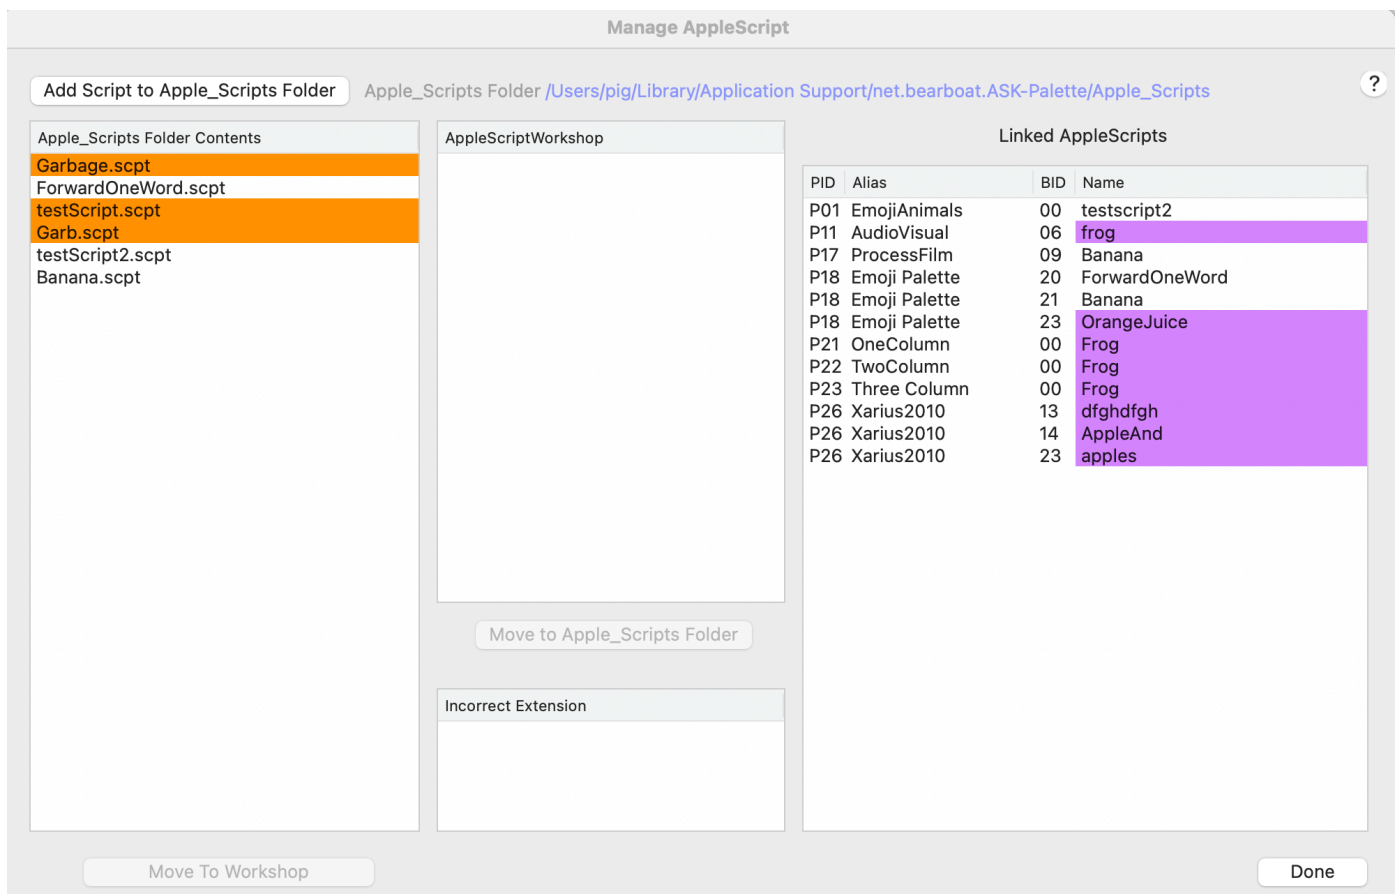 Manage AppleScript
Add Script to Apple_Scripts Folder
Apple_Scripts Folder /Users/pig/Library/Application Support/net.bearboat.ASK-Palette/Apple_Scripts
?
Apple_Scripts Folder Contents
Garbage.scpt
ForwardOneWord.scpt
testScript.scpt
Garb.scpt
testScript2.scpt
Banana.scpt
Move To Workshop
AppleScriptWorkshop
Move to Apple_Scripts Folder
Incorrect Extension
Linked AppleScripts
PID Alias BID Name
P01 EmojiAnimals 00 testscript2
P11 AudioVisual 06 frog
P17 ProcessFilm 09 Banana
P18 Emoji Palette 20 ForwardOneWord
P18 Emoji Palette 21 Banana
P18 Emoji Palette 23 OrangeJuice
P21 OneColumn 00 Frog
P22 TwoColumn 00 Frog
P23 Three Column 00 Frog
P26 Xarius2010 13 dfghdfgh
P26 Xarius2010 14 AppleAnd
P26 Xarius2010 23 apples
Done